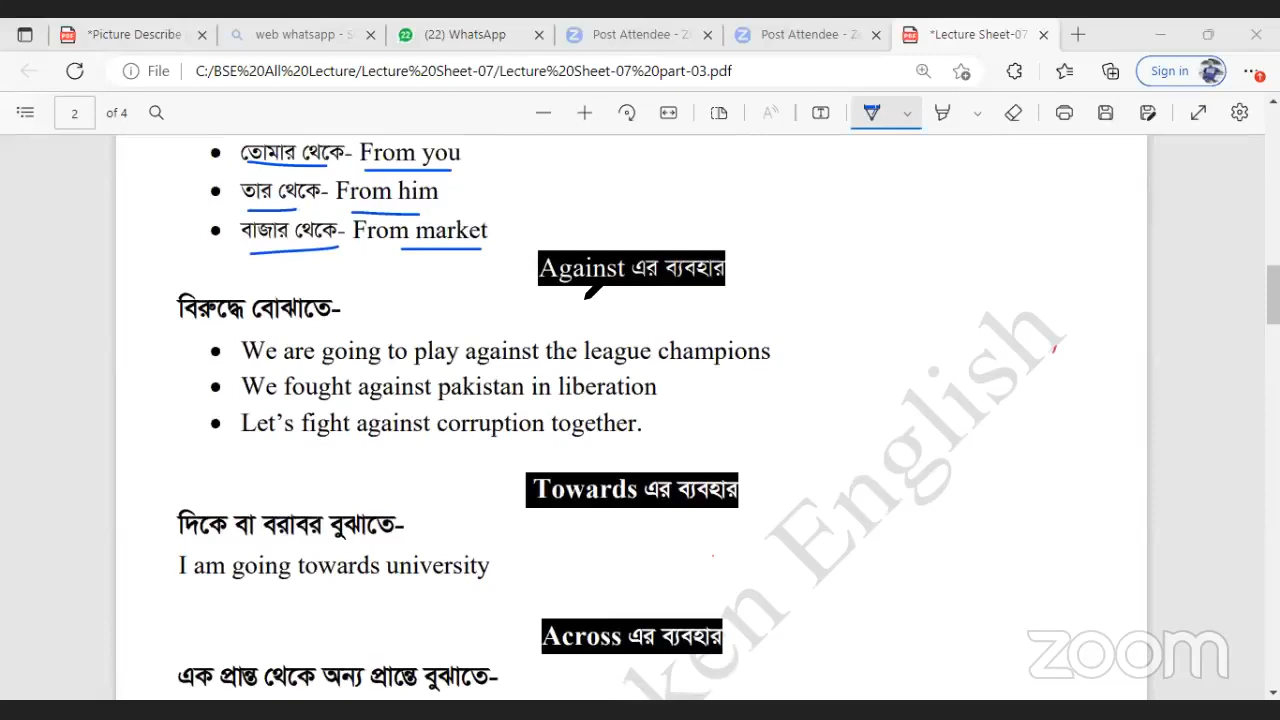 *Picture Describe
web whatsapp - S
22
(22) WhatsApp
Post Attendee - Z
Post Attendee - Z
*Lecture Sheet-07
File
C:/BSE%20All%20Lecture/Lecture%20Sheet-07/Lecture%20Sheet-07%20part-03.pdf
Sign in
2 of 4
• তোমার থেকে- From you
• তার থেকে- From him
• বাজার থেকে- From market
Against এর ব্যবহার
বিরুদ্ধে বোঝাতে-
• We are going to play against the league champions
• We fought against pakistan in liberation
• Let’s fight against corruption together.
Towards এর ব্যবহার
দিকে বা বরাবর বুঝাতে-
I am going towards university
Across এর ব্যবহার
এক প্রান্ত থেকে অন্য প্রান্তে বুঝাতে-
ken English
zoom